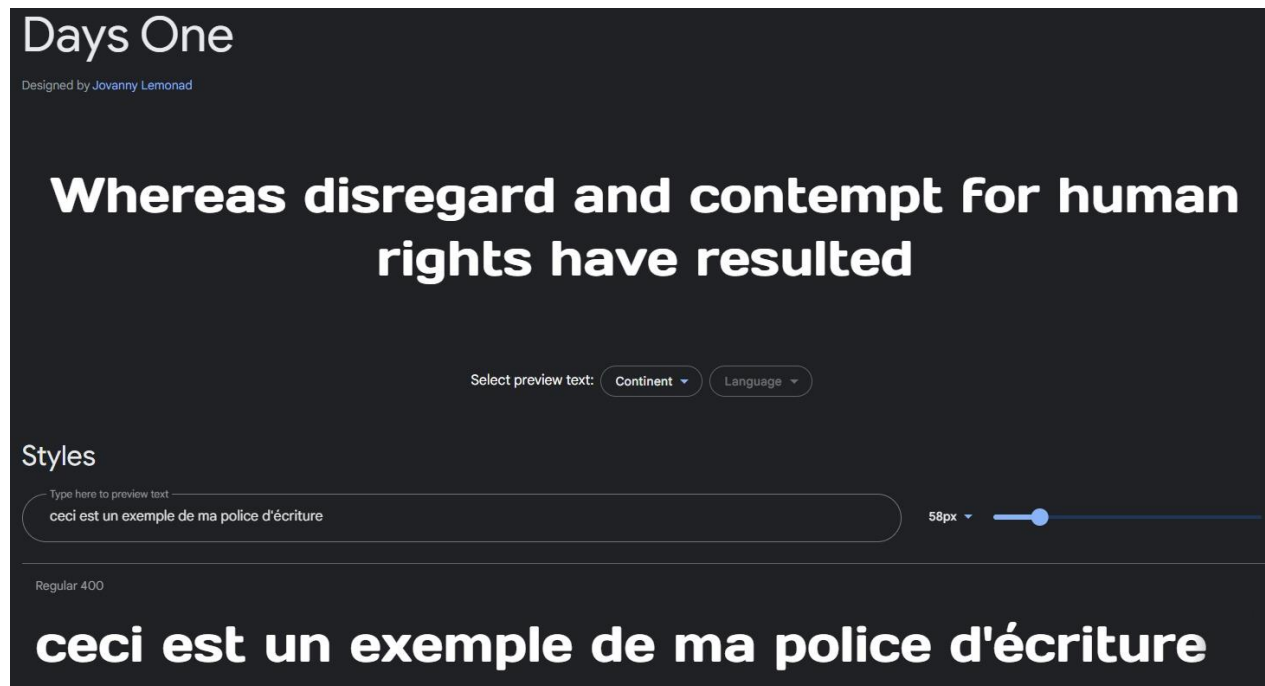 Days One
Designed by Jovanny Lemonad
Whereas disregard and contempt for human
rights have resulted
Select preview text: Continent Language
Styles
Type here to preview text
ceci est un exemple de ma police d'écriture
58px
Regular 400
ceci est un exemple de ma police d'écriture